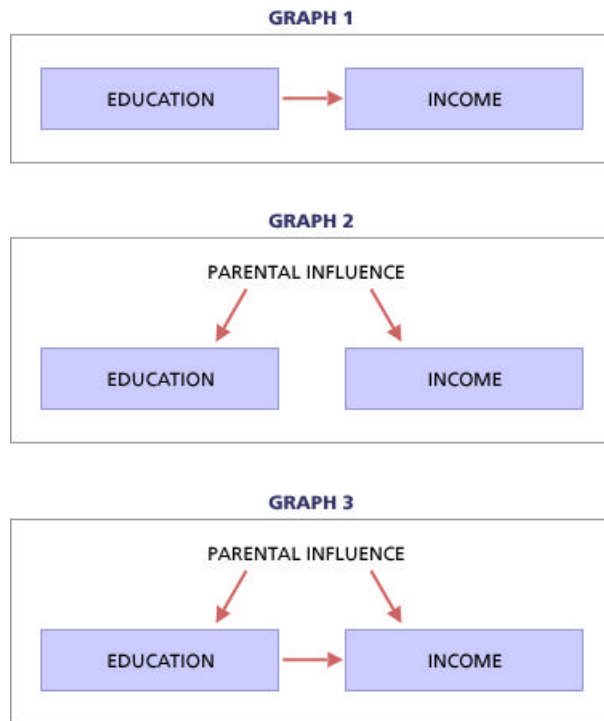 GRAPH 1
EDUCATION
INCOME
GRAPH 2
PARENTAL INFLUENCE
EDUCATION
INCOME
GRAPH 3
PARENTAL INFLUENCE
EDUCATION
INCOME